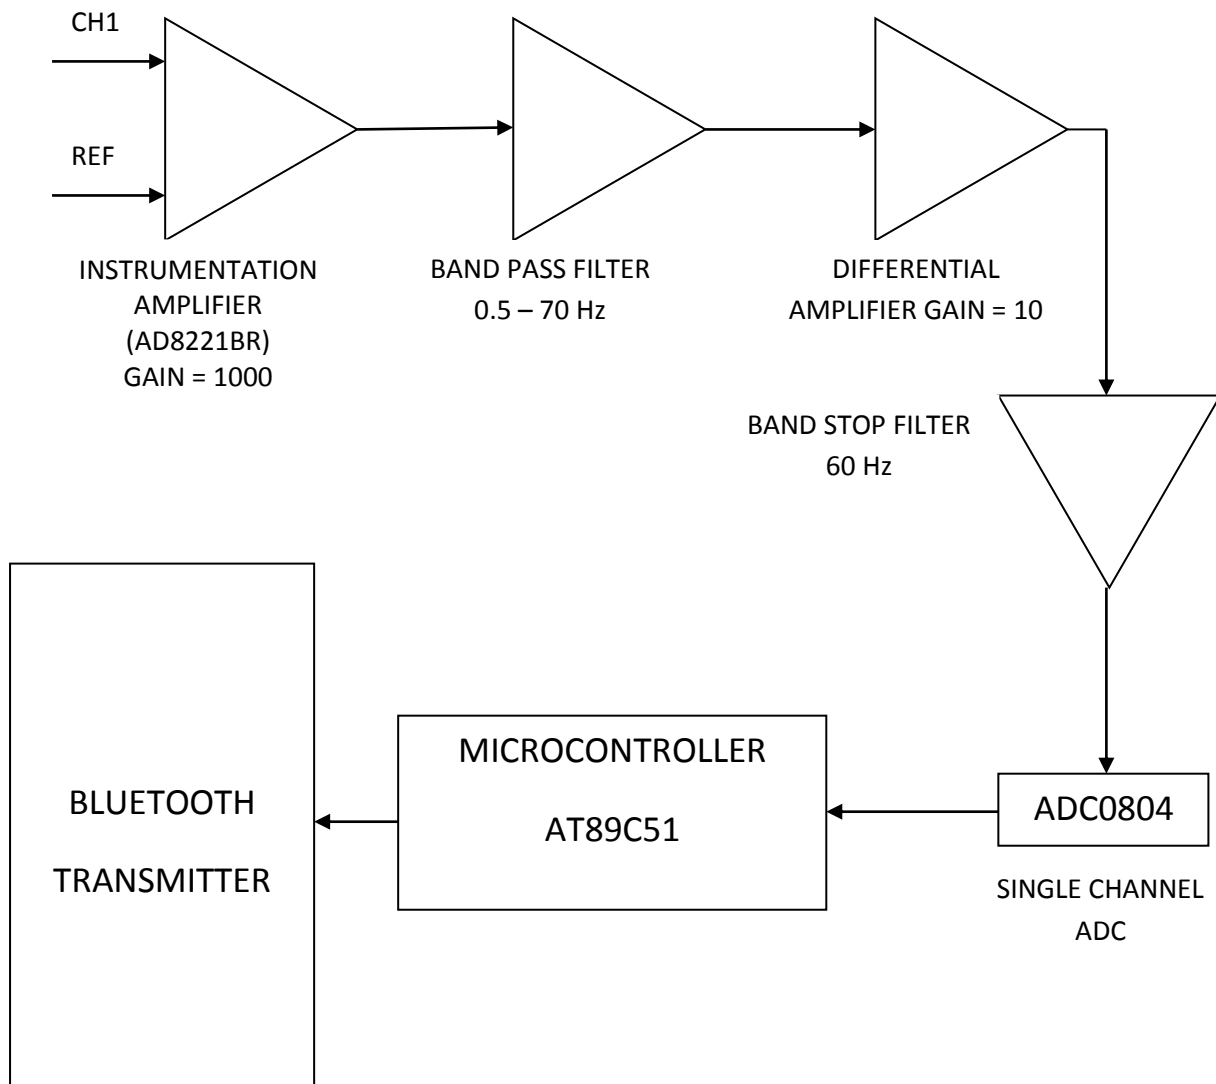 CH1
REF
INSTRUMENTATION
AMPLIFIER
(AD8221BR)
GAIN = 1000
BAND PASS FILTER
0.5 – 70 Hz
DIFFERENTIAL
AMPLIFIER GAIN = 10
BAND STOP FILTER
60 Hz
ADC0804
SINGLE CHANNEL
ADC
MICROCONTROLLER
AT89C51
BLUETOOTH
TRANSMITTER